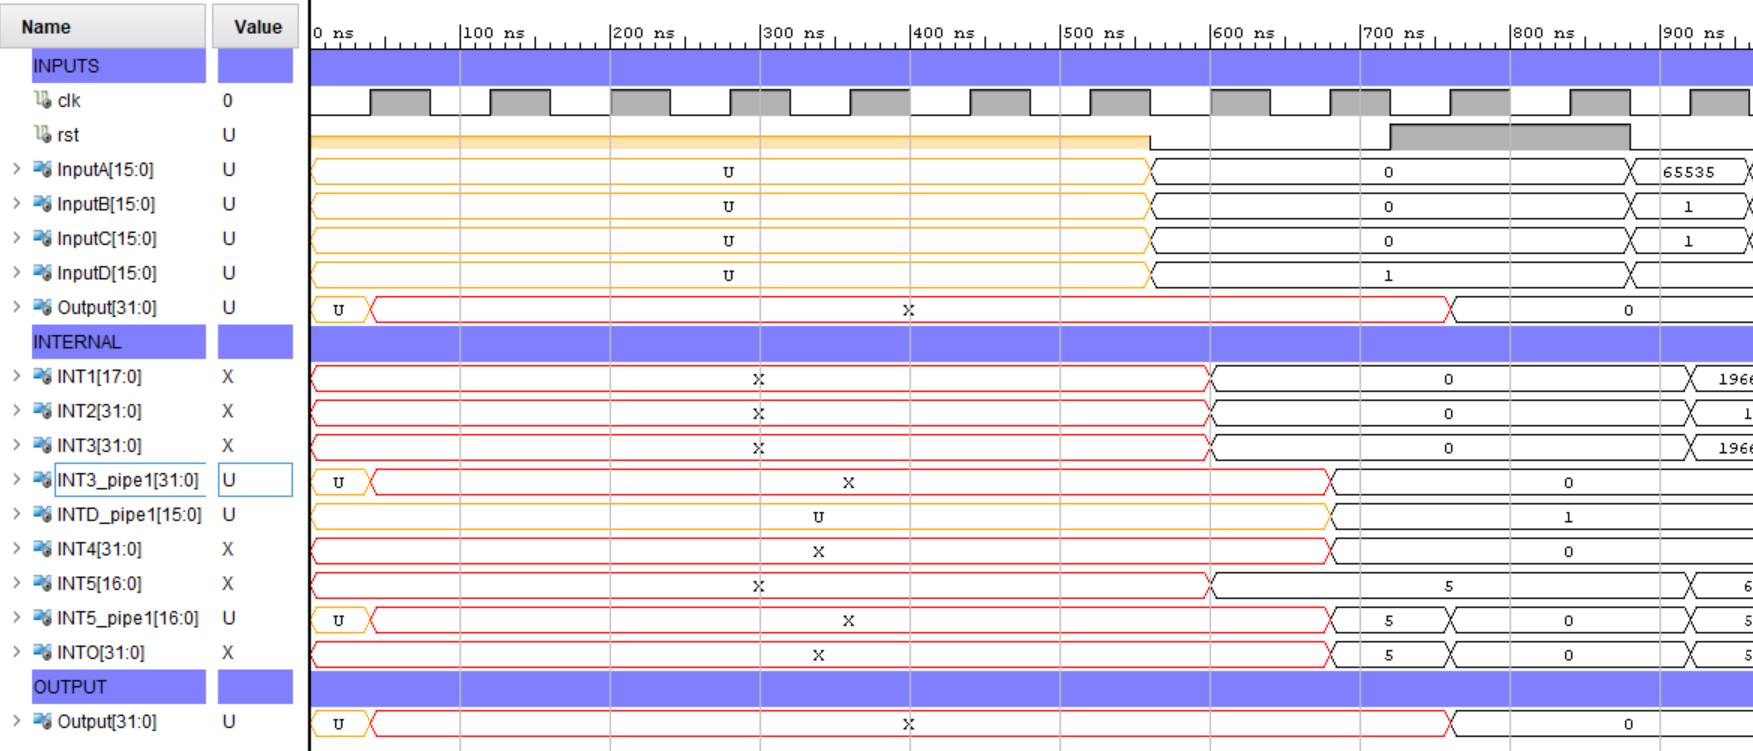 Name Value 0 ns 100 ns 200 ns 300 ns 400 ns 500 ns 600 ns 700 ns 800 ns 900 ns
INPUTS
clk 0
rst U
InputA[15:0] U U 0 65535
InputB[15:0] U U 0 1
InputC[15:0] U U 0 1
InputD[15:0] U U 1
Output[31:0] U U X 0
INTERNAL
INT1[17:0] X X 0 1966
INT2[31:0] X X 0 1
INT3[31:0] X X 0 1966
INT3_pipe1[31:0] U U X 0
INTD_pipe1[15:0] U U 1
INT4[31:0] X X 0
INT5[16:0] X X 5 6
INT5_pipe1[16:0] U U X 5 0 5
INTO[31:0] X X 5 0 5
OUTPUT
Output[31:0] U U X 0